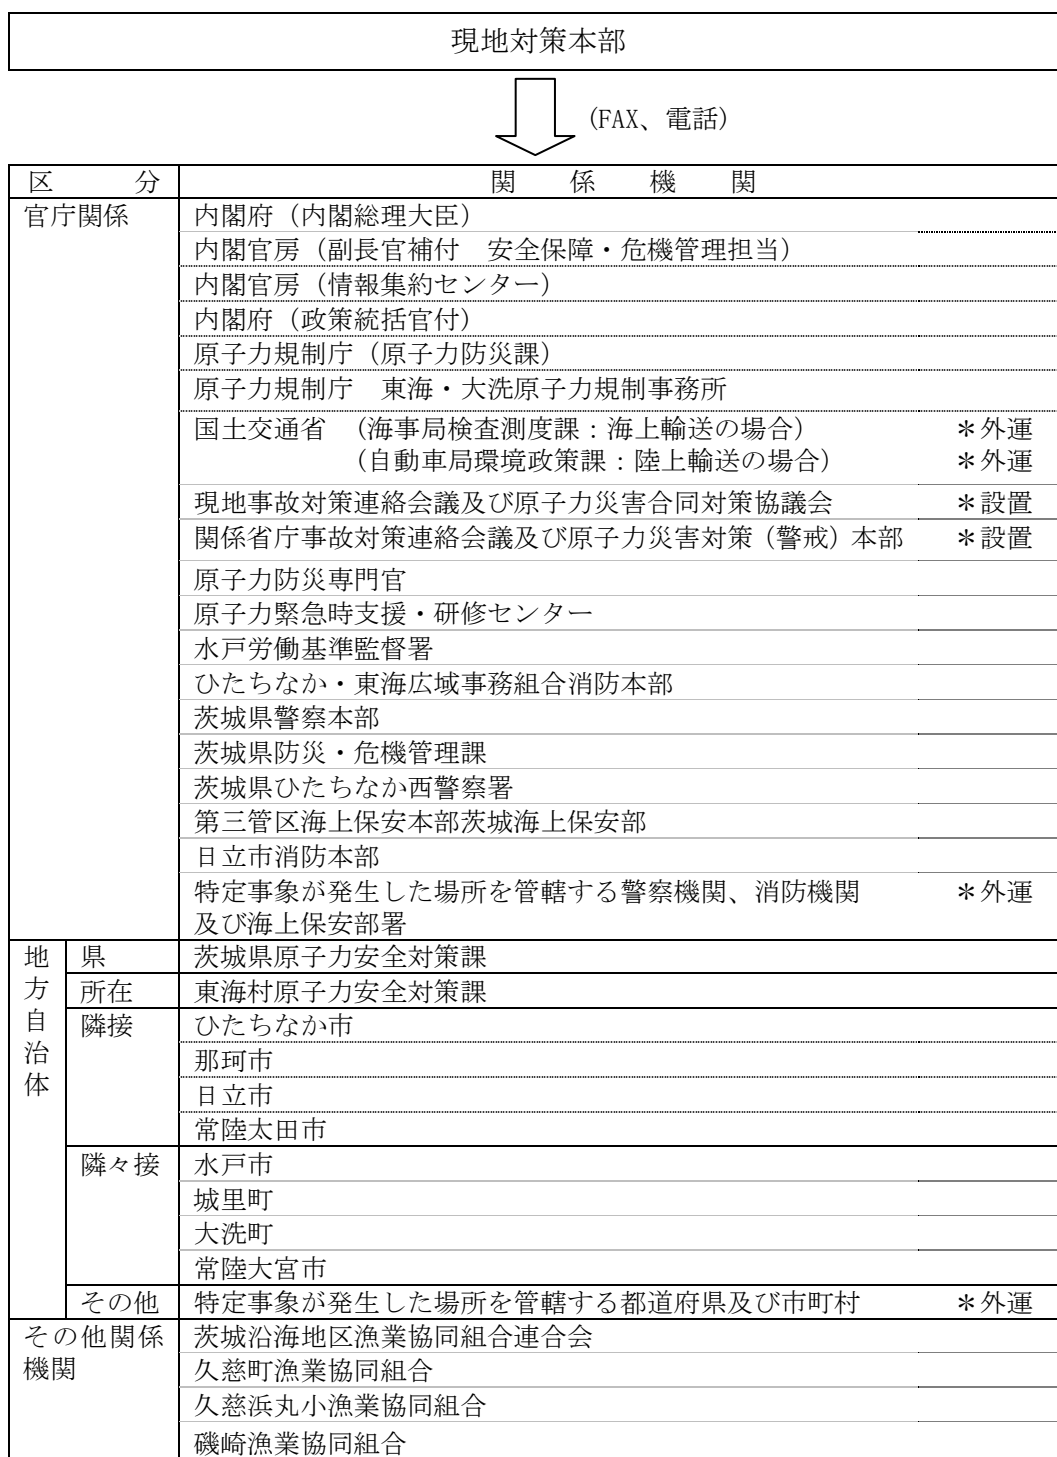 現地対策本部
(FAX、電話)
区　　分　関　係　機　関
官庁関係　内閣府（内閣総理大臣）
内閣官房（副長官補付　安全保障・危機管理担当）
内閣官房（情報集約センター）
内閣府（政策統括官付）
原子力規制庁（原子力防災課）
原子力規制庁　東海・大洗原子力規制事務所
国土交通省　（海事局検査測度課：海上輸送の場合）　＊外運
（自動車局環境政策課：陸上輸送の場合）　＊外運
現地事故対策連絡会議及び原子力災害合同対策協議会　＊設置
関係省庁事故対策連絡会議及び原子力災害対策（警戒）本部　＊設置
原子力防災専門官
原子力緊急時支援・研修センター
水戸労働基準監督署
ひたちなか・東海広域事務組合消防本部
茨城県警察本部
茨城県防災・危機管理課
茨城県ひたちなか西警察署
第三管区海上保安本部茨城海上保安部
日立市消防本部
特定事象が発生した場所を管轄する警察機関、消防機関　＊外運
及び海上保安部署
地方自治体　県　茨城県原子力安全対策課
所在　東海村原子力安全対策課
隣接　ひたちなか市
那珂市
日立市
常陸太田市
隣々接　水戸市
城里町
大洗町
常陸大宮市
その他　特定事象が発生した場所を管轄する都道府県及び市町村　＊外運
その他関係　茨城沿海地区漁業協同組合連合会
機関　久慈町漁業協同組合
久慈浜丸小漁業協同組合
磯崎漁業協同組合